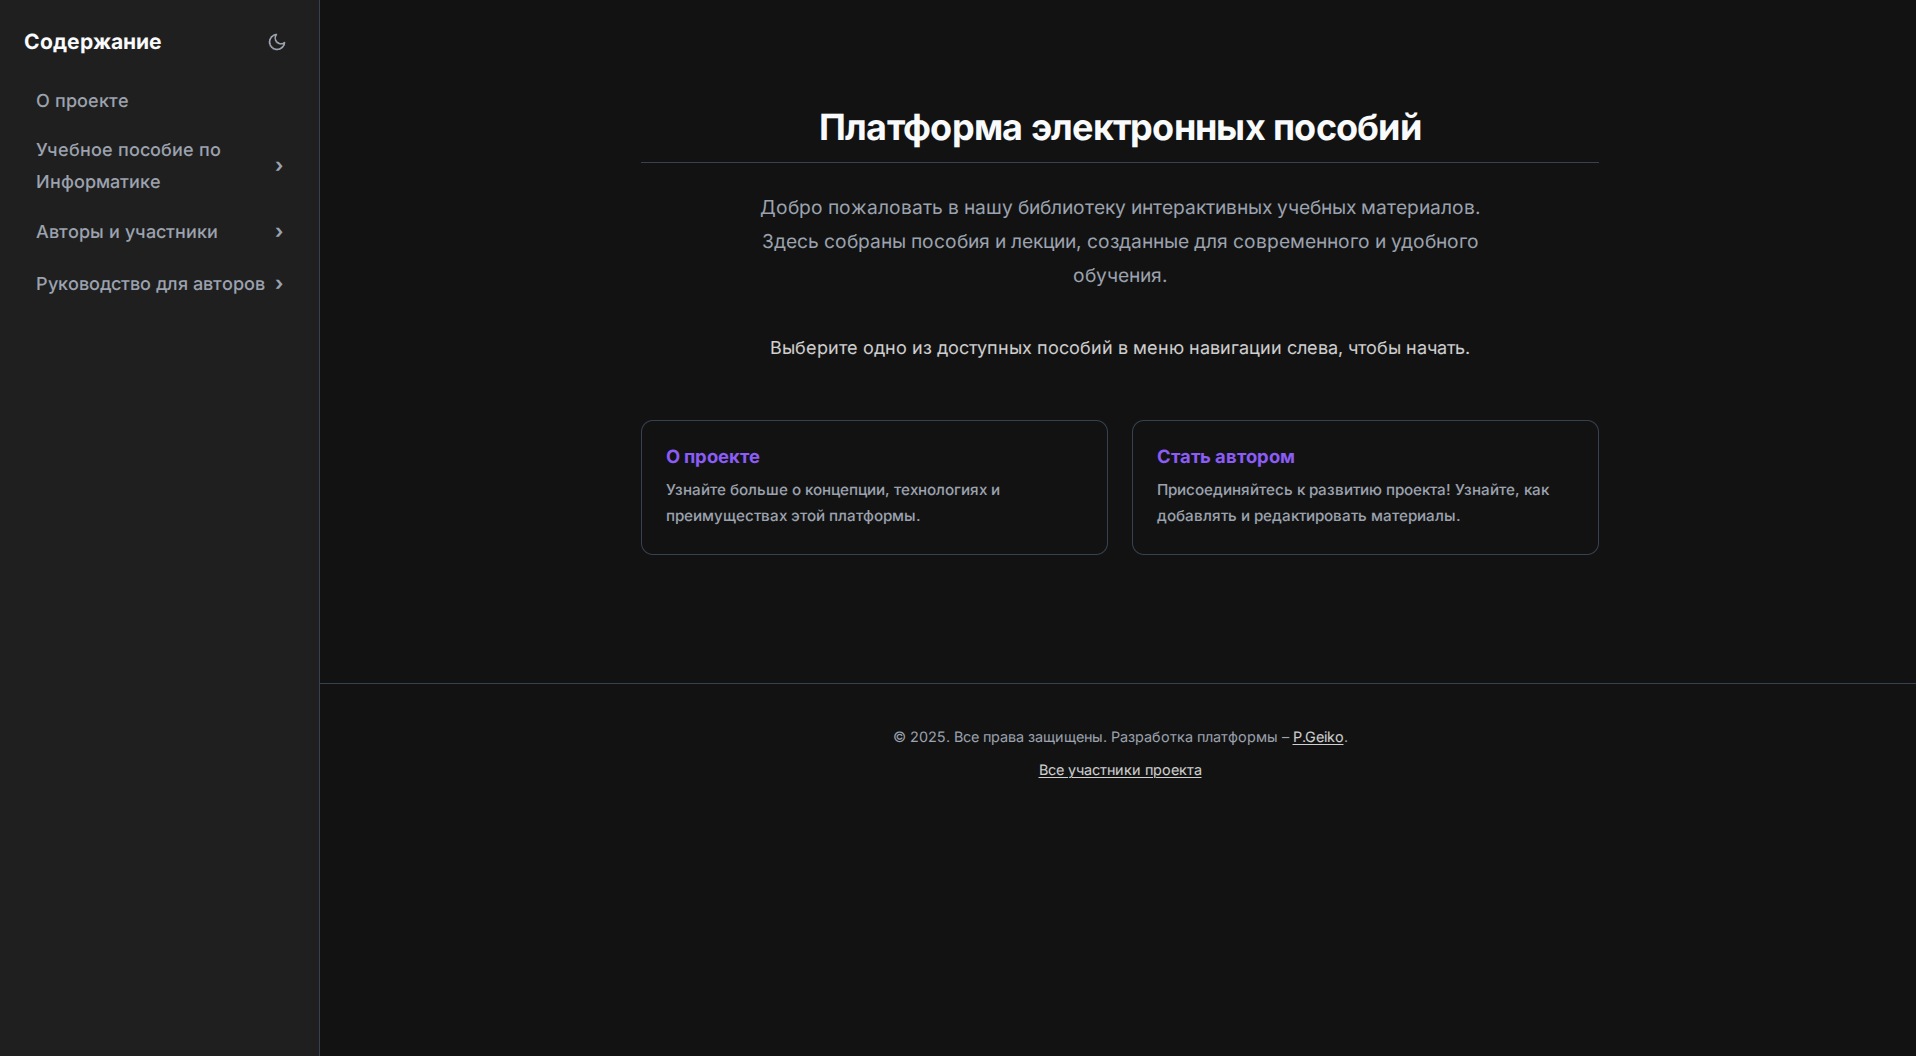 Содержание
О проекте
Учебное пособие по
Информатике
Авторы и участники
Руководство для авторов
Платформа электронных пособий
Добро пожаловать в нашу библиотеку интерактивных учебных материалов.
Здесь собраны пособия и лекции, созданные для современного и удобного
обучения.
Выберите одно из доступных пособий в меню навигации слева, чтобы начать.
О проекте
Узнайте больше о концепции, технологиях и
преимуществах этой платформы.
Стать автором
Присоединяйтесь к развитию проекта! Узнайте, как
добавлять и редактировать материалы.
© 2025. Все права защищены. Разработка платформы – P.Geiko.
Все участники проекта